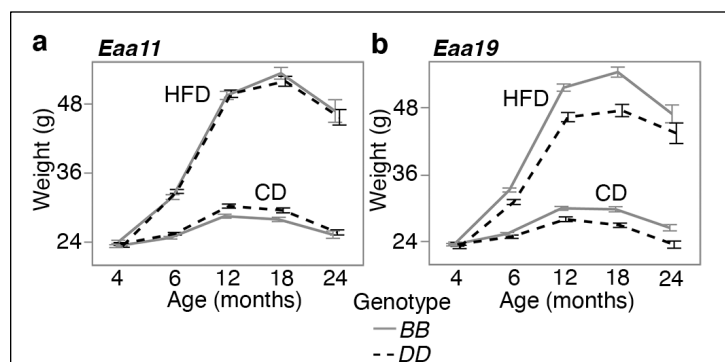 a Eaa11
Weight (g)
48
36
24
HFD
CD
4 6 12 18 24
Age (months)
b Eaa19
Weight (g)
48
36
24
HFD
CD
4 6 12 18 24
Age (months)
Genotype
BB
DD